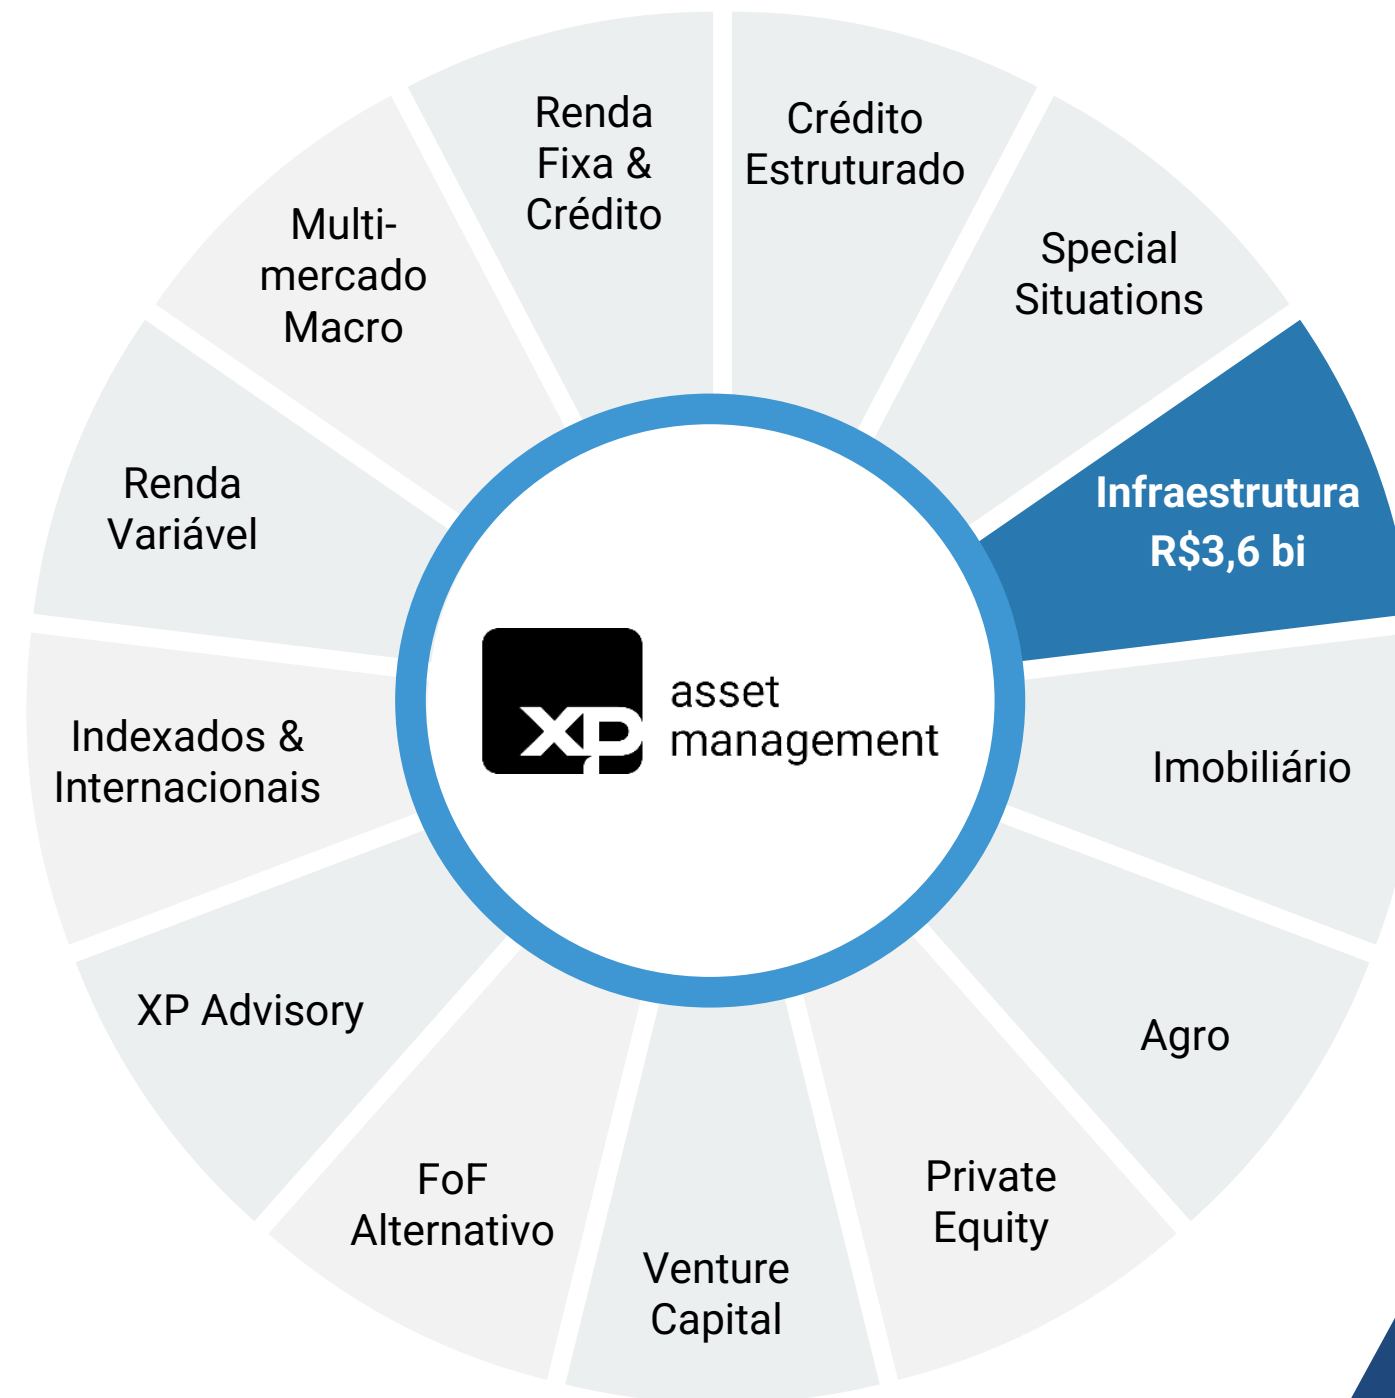 Renda
Fixa &
Crédito
Crédito
Estruturado
Special
Situations
Infraestrutura
R$3,6 bi
Imobiliário
Agro
Private
Equity
Venture
Capital
FoF
Alternativo
XP Advisory
Indexados &
Internacionais
Renda
Variável
Multi-
mercado
Macro
xp
asset
management